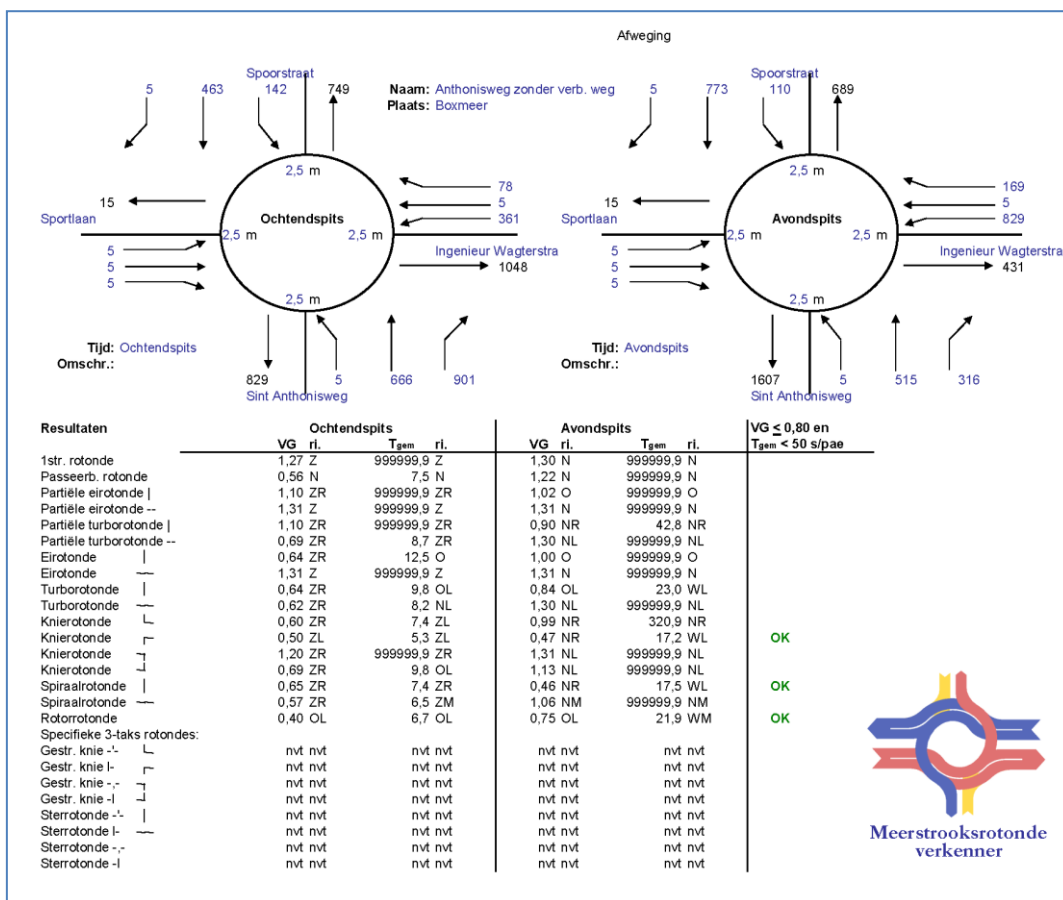 Afweging
Spoorstraat
Spoorstraat
5 463 142 749
Naam: Anthonisweg zonder verb. weg
5 773 110 689
Plaats: Boxmeer
2,5 m
2,5 m
78
169
15
5
15
5
Sportlaan
Ochtendspits
361
Sportlaan
Avondspits
829
2,5 m 2,5 m
2,5 m 2,5 m
5
Ingenieur Wagterstra
5
Ingenieur Wagterstra
5
1048
5
431
5
5
2,5 m
2,5 m
Tijd: Ochtendspits
Tijd: Avondspits
Omschr.:
Omschr.:
829 5 666 901
1607 5 515 316
Sint Anthonisweg
Sint Anthonisweg
Resultaten Ochtendspits Avondspits VG ≤ 0,80 en
VG ri. Tgem ri. VG ri. Tgem ri. Tgem < 50 s/pae
1str. rotonde 1,27 Z 999999,9 Z 1,30 N 999999,9 N
Passeerb. rotonde 0,56 N 7,5 N 1,22 N 999999,9 N
Partiële eirotonde | 1,10 ZR 999999,9 ZR 1,02 O 999999,9 O
Partiële eirotonde -- 1,31 Z 999999,9 Z 1,31 N 999999,9 N
Partiële turborotonde | 1,10 ZR 999999,9 ZR 0,90 NR 42,8 NR
Partiële turborotonde -- 0,69 ZR 8,7 ZR 1,30 NL 999999,9 NL
Eirotonde 0,64 ZR 12,5 O 1,00 O 999999,9 O
Eirotonde 1,31 Z 999999,9 Z 1,31 N 999999,9 N
Turborotonde 0,64 ZR 9,8 OL 0,84 OL 23,0 WL
Turborotonde 0,62 ZR 8,2 NL 1,30 NL 999999,9 NL
Knierotonde 0,60 ZR 7,4 ZL 0,99 NR 320,9 NR
Knierotonde 0,50 ZL 5,3 ZL 0,47 NR 17,2 WL OK
Knierotonde 1,20 ZR 999999,9 ZR 1,31 NL 999999,9 NL
Knierotonde 0,69 ZR 9,8 OL 1,13 NL 999999,9 NL
Spiraalrotonde 0,65 ZR 7,4 ZR 0,46 NR 17,5 WL OK
Spiraalrotonde 0,57 ZR 6,5 ZM 1,06 NM 999999,9 NM
Rotorrotonde 0,40 OL 6,7 OL 0,75 OL 21,9 WM OK
Specifieke 3-taks rotondes:
Gestr. knie -'- nvt nvt nvt nvt nvt nvt nvt nvt
Gestr. knie l- nvt nvt nvt nvt nvt nvt nvt nvt
Gestr. knie -,- nvt nvt nvt nvt nvt nvt nvt nvt
Gestr. knie -l nvt nvt nvt nvt nvt nvt nvt nvt
Sterrotonde -'- nvt nvt nvt nvt nvt nvt nvt nvt
Sterrotonde l- nvt nvt nvt nvt nvt nvt nvt nvt
Sterrotonde -,- nvt nvt nvt nvt nvt nvt nvt nvt
Sterrotonde -l nvt nvt nvt nvt nvt nvt nvt nvt
Meerstrooksrotonde
verkenner